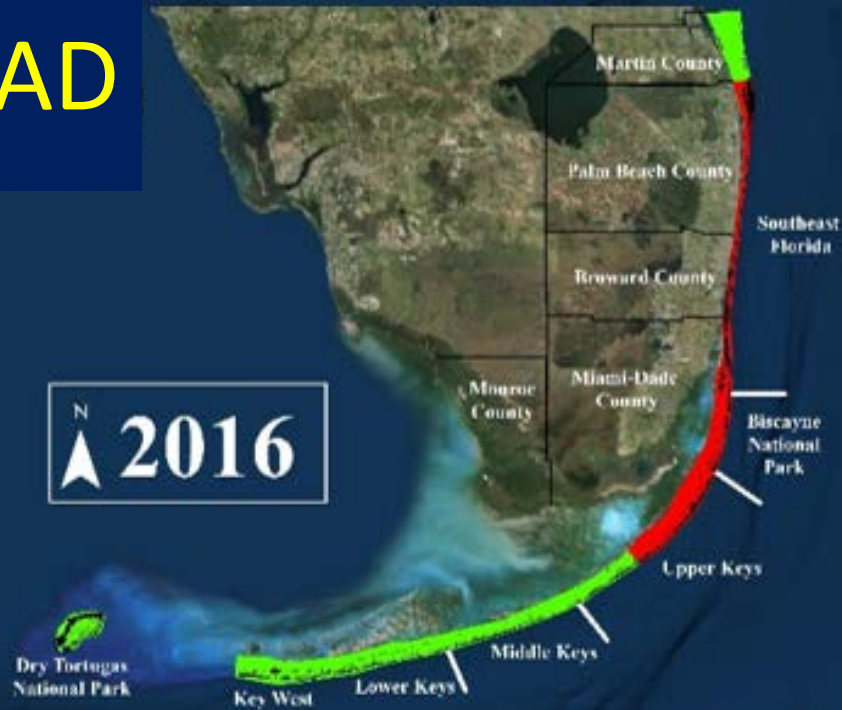 AD
Martin County
Palm Beach County
Southeast
Florida
Broward County
Monroe
County
Miami-Dade
County
N
2016
Biscayne
National
Park
Upper Keys
Middle Keys
Lower Keys
Key West
Dry Tortugas
National Park